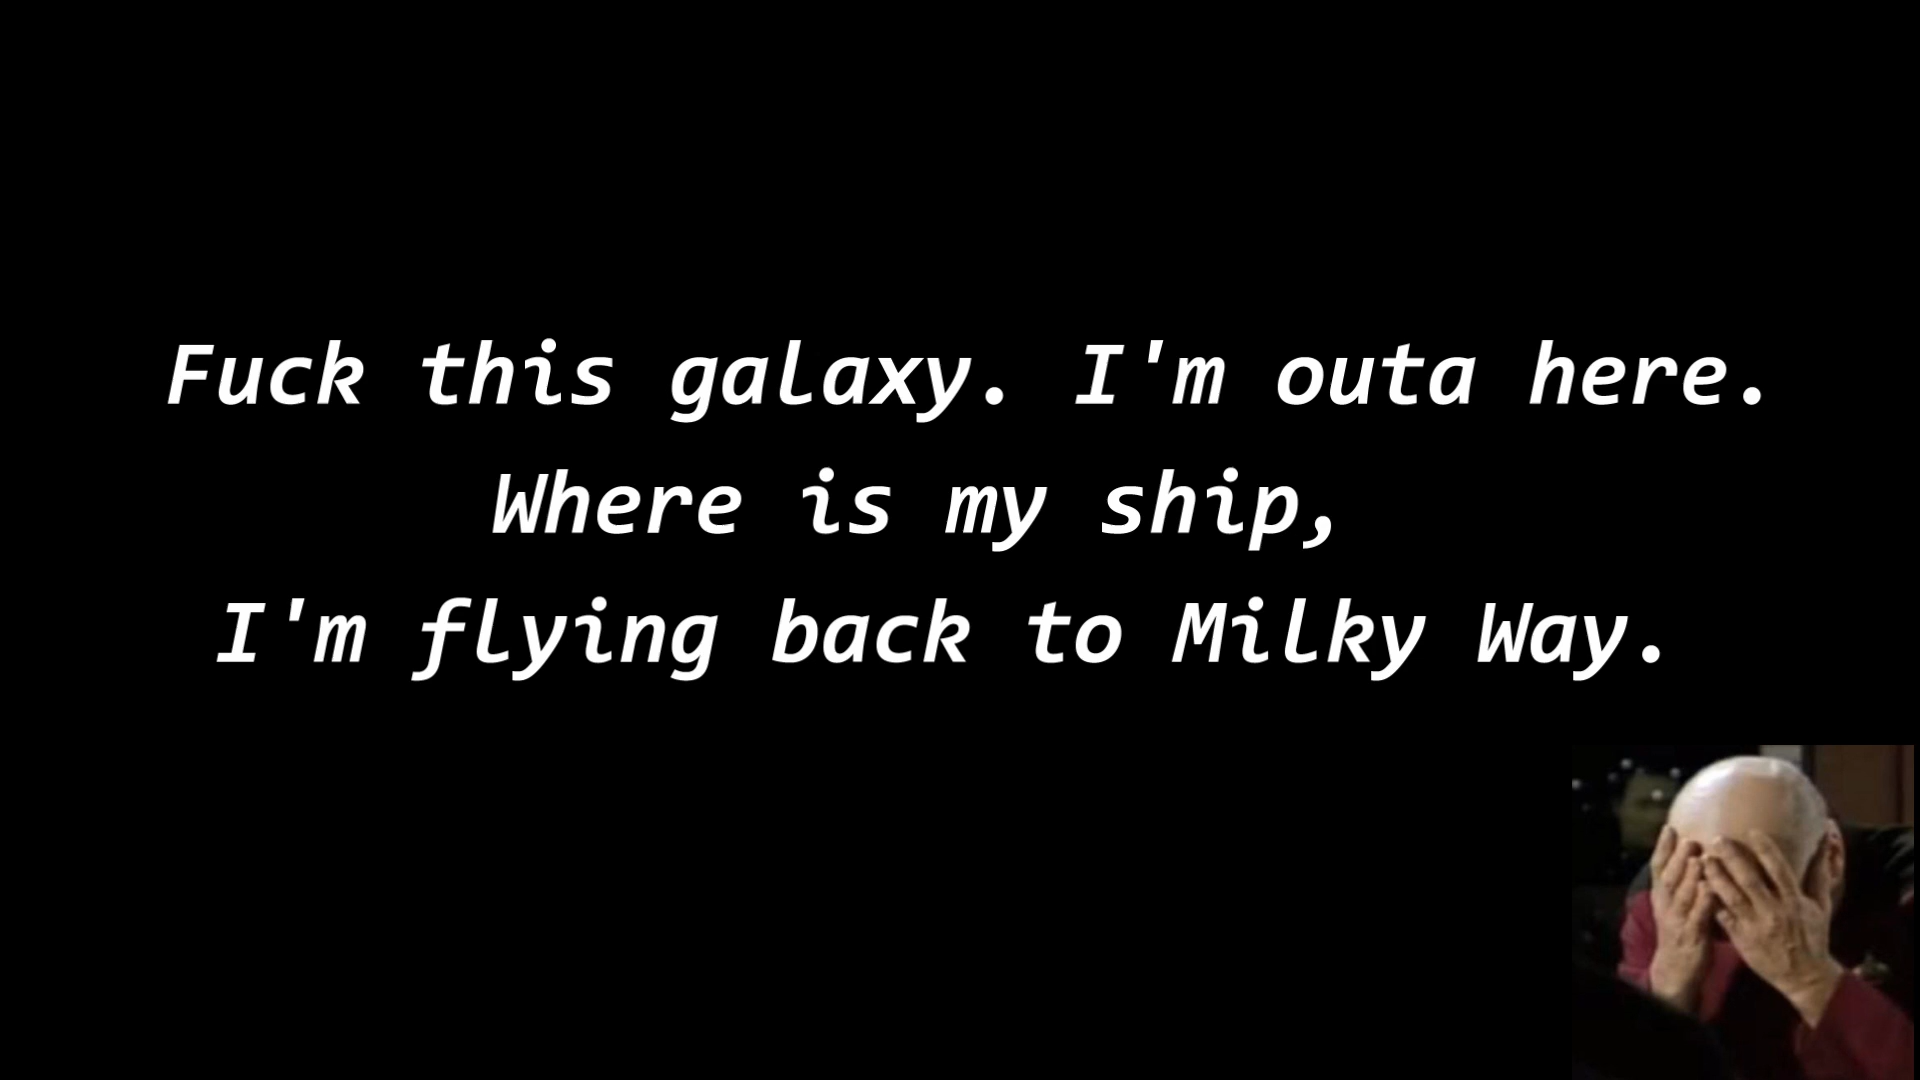 Fuck this galaxy. I'm outa here.
Where is my ship,
I'm flying back to Milky Way.